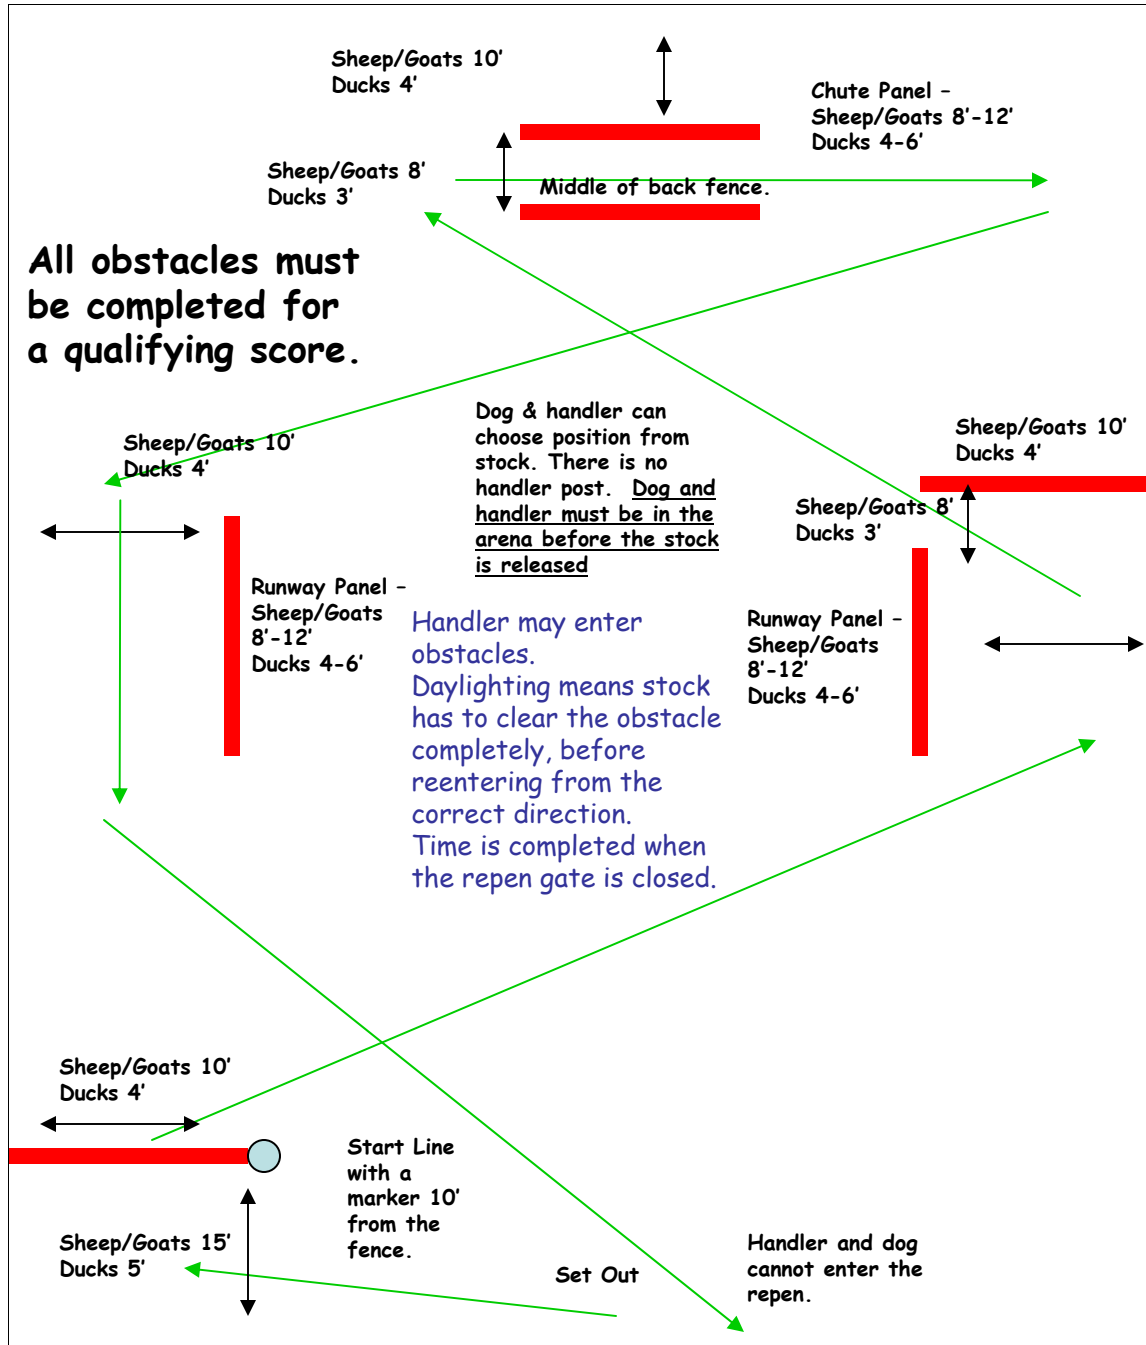 Sheep/Goats 10'
Ducks 4'
Chute Panel –
Sheep/Goats 8'-12'
Ducks 4-6'
Sheep/Goats 8'
Ducks 3'
Middle of back fence.
All obstacles must
be completed for
a qualifying score.
Sheep/Goats 10'
Ducks 4'
Dog & handler can
choose position from
stock. There is no
handler post. Dog and
handler must be in the
arena before the stock
is released
Sheep/Goats 10'
Ducks 4'
Sheep/Goats 8'
Ducks 3'
Runway Panel –
Sheep/Goats
8'-12'
Ducks 4-6'
Handler may enter
obstacles.
Daylighting means stock
has to clear the obstacle
completely, before
reentering from the
correct direction.
Time is completed when
the repen gate is closed.
Runway Panel –
Sheep/Goats
8'-12'
Ducks 4-6'
Sheep/Goats 10'
Ducks 4'
Start Line
with a
marker 10'
from the
fence.
Sheep/Goats 15'
Ducks 5'
Set Out
Handler and dog
cannot enter the
repen.